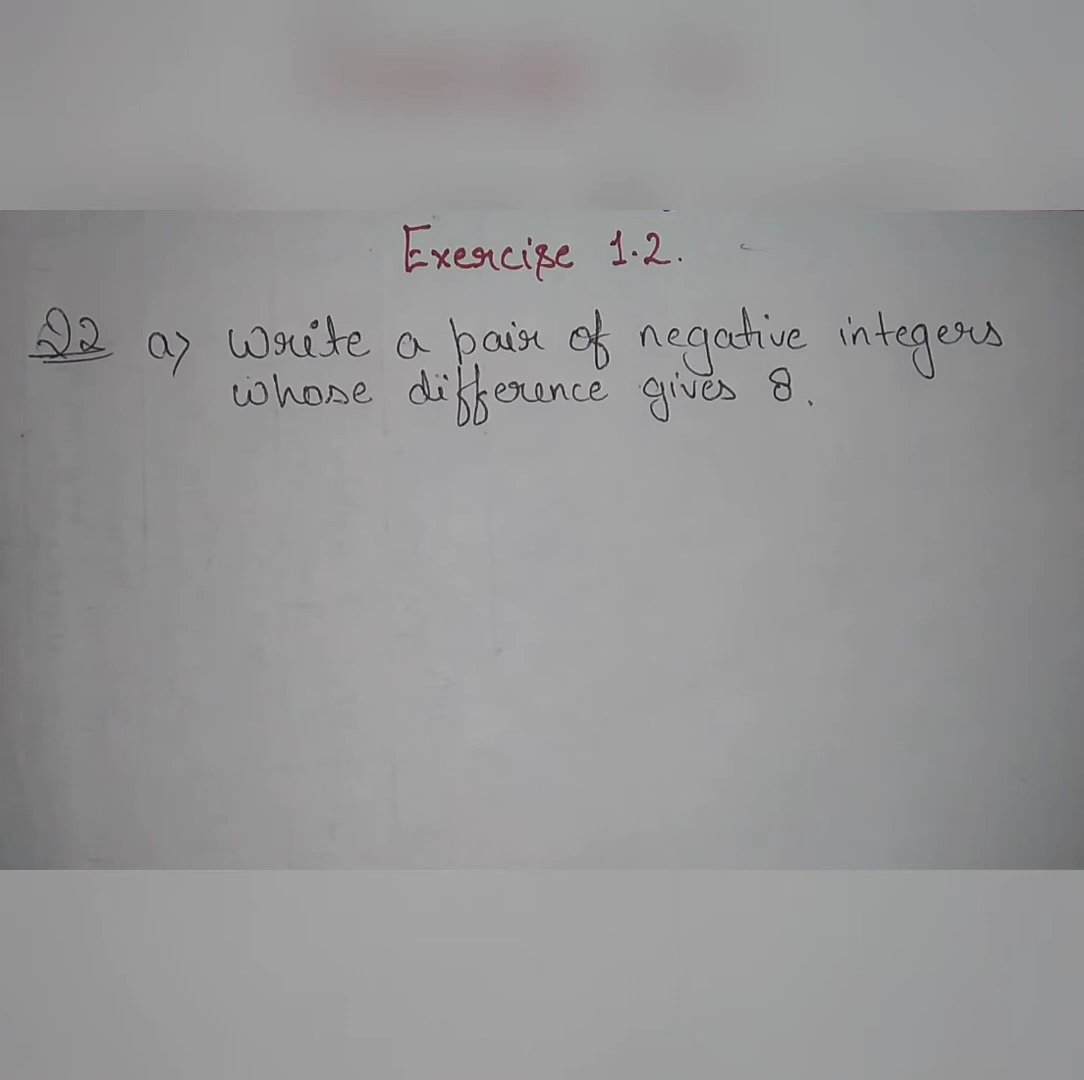 Exercise 1.2.
Q2 a) Write a pair of negative integers
whose difference gives 8.